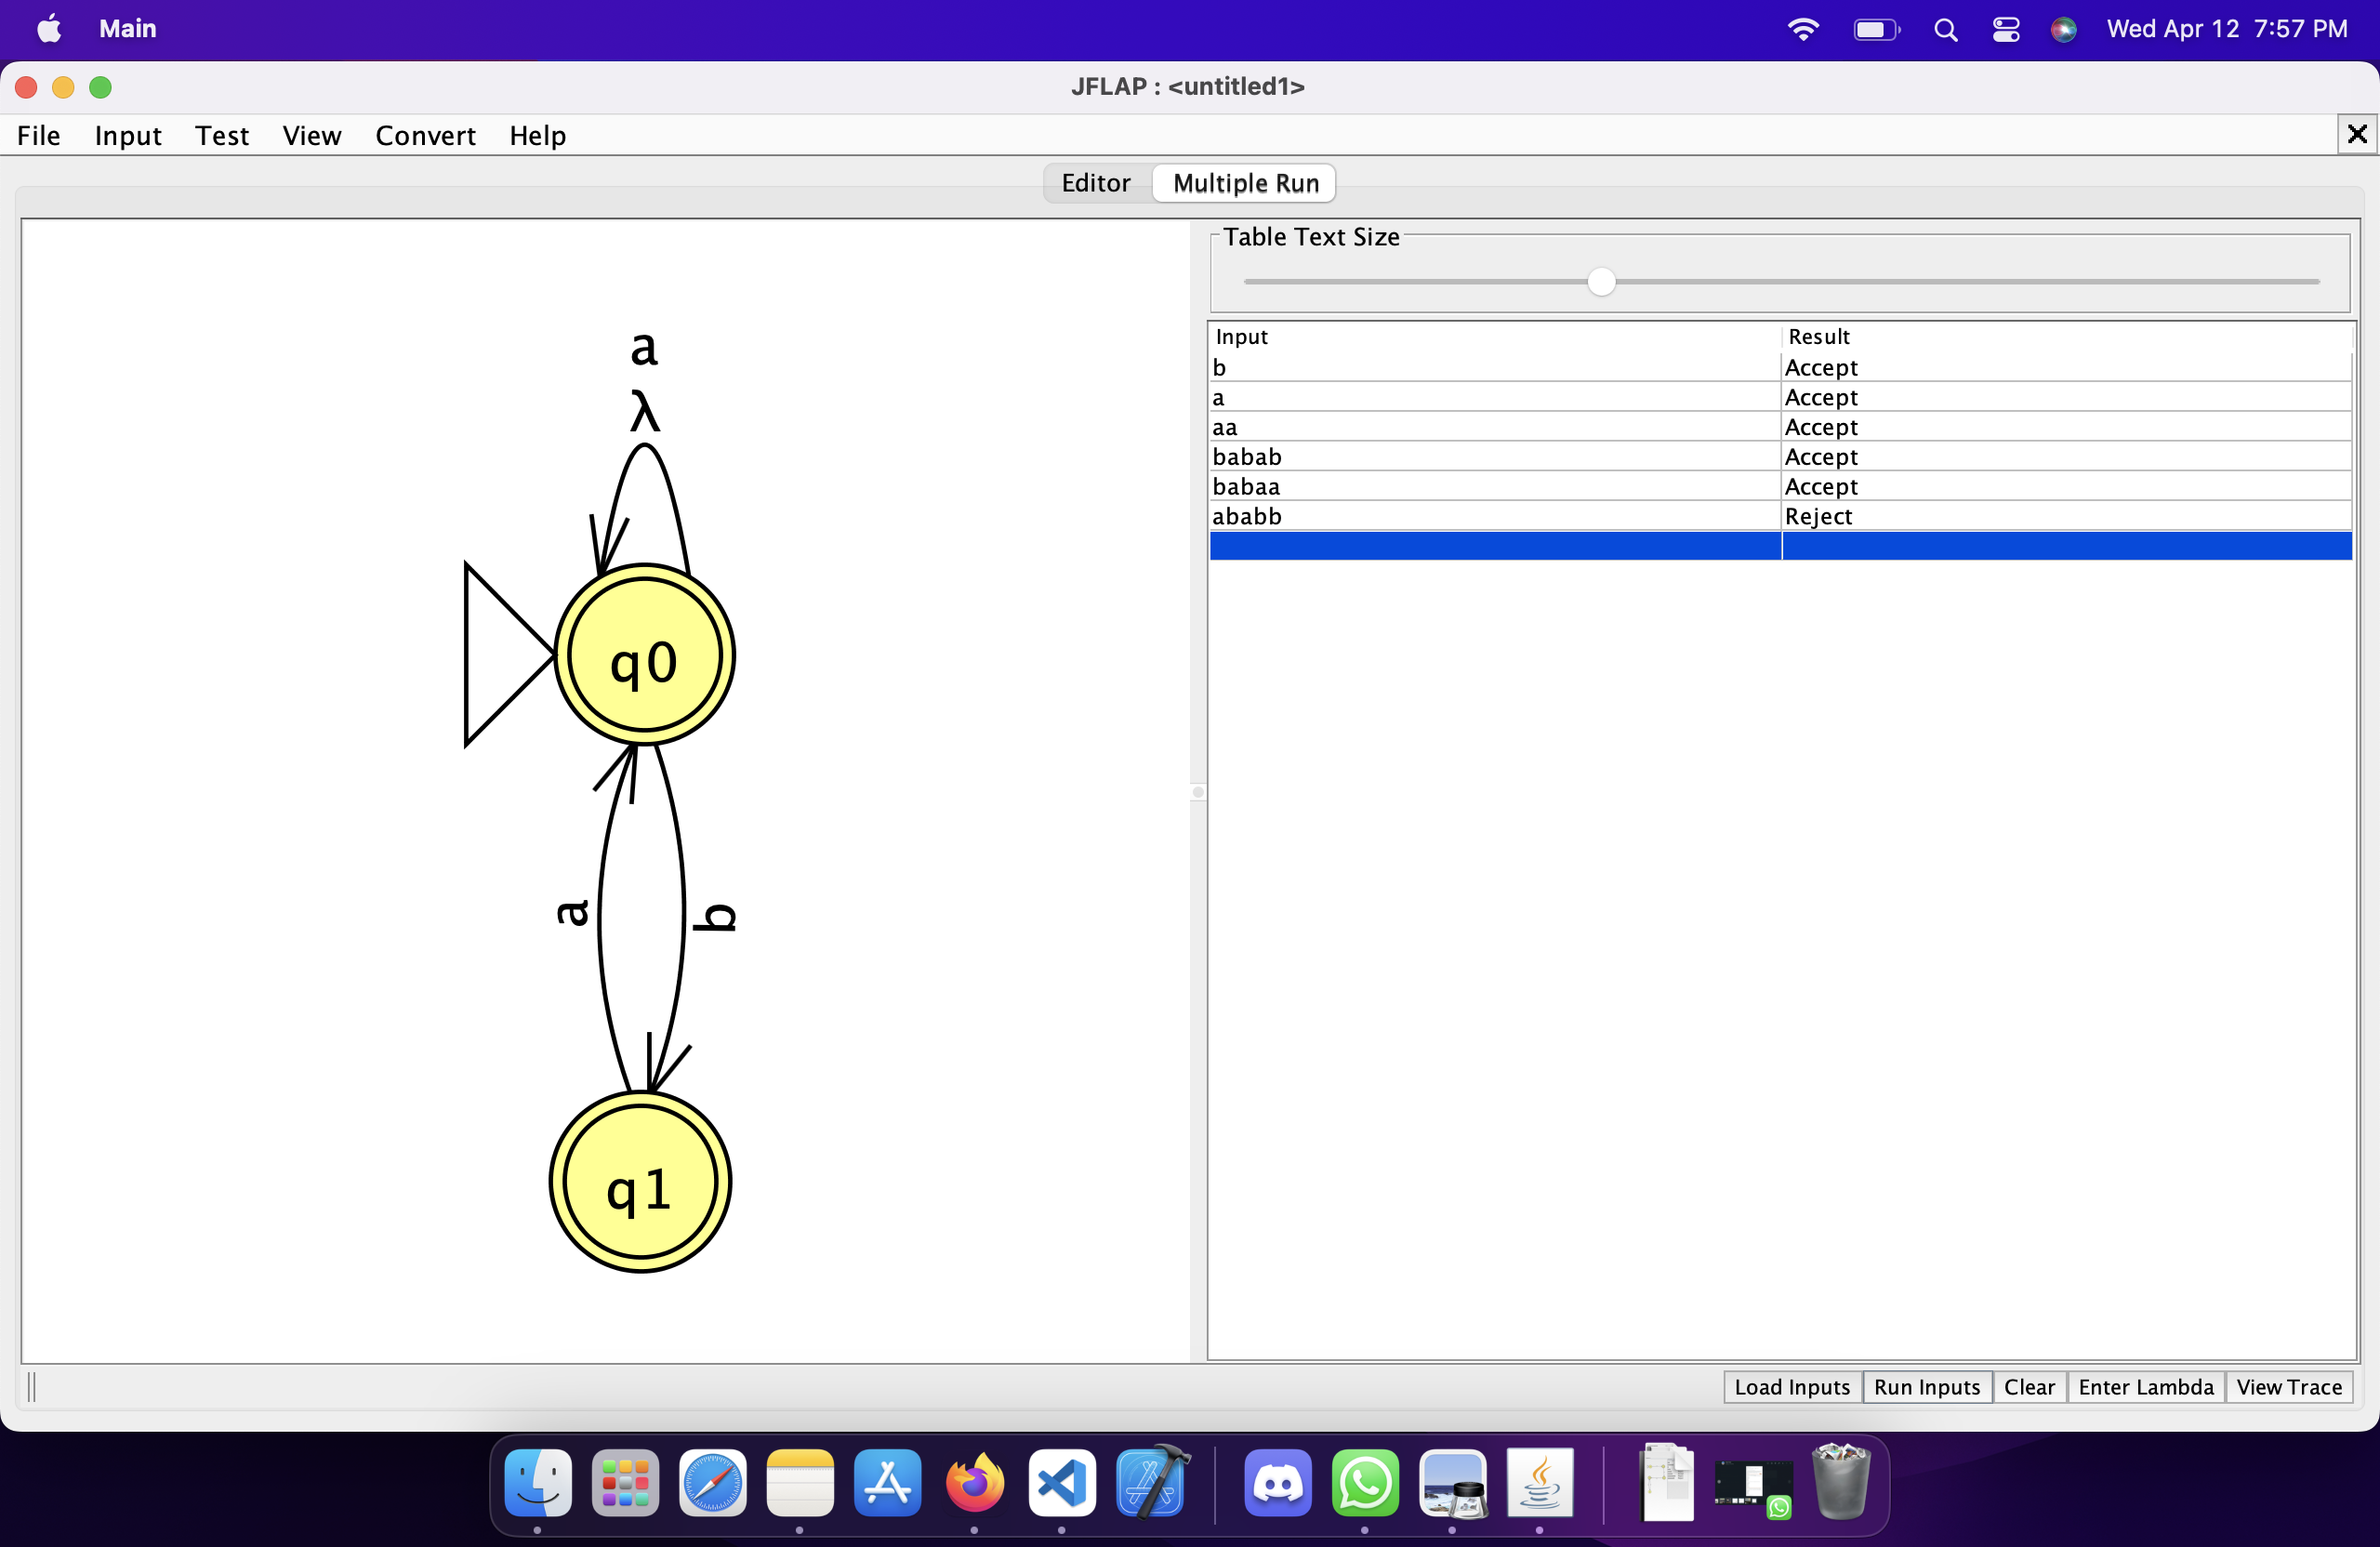 Main
Wed Apr 12 7:57 PM
JFLAP : <untitled1>
File Input Test View Convert Help
Editor Multiple Run
Table Text Size
Input Result
b Accept
a Accept
aa Accept
babab Accept
babaa Accept
ababb Reject
a
λ
q0
a
b
q1
Load Inputs Run Inputs Clear Enter Lambda View Trace